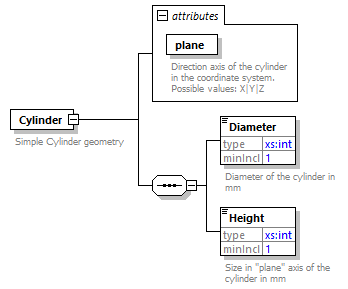 attributes
plane
Direction axis of the cylinder
in the coordinate system.
Possible values: X|Y|Z
Cylinder
Simple Cylinder geometry
Diameter
type xs:int
minIncl 1
Diameter of the cylinder in
mm
Height
type xs:int
minIncl 1
Size in "plane" axis of the
cylinder in mm